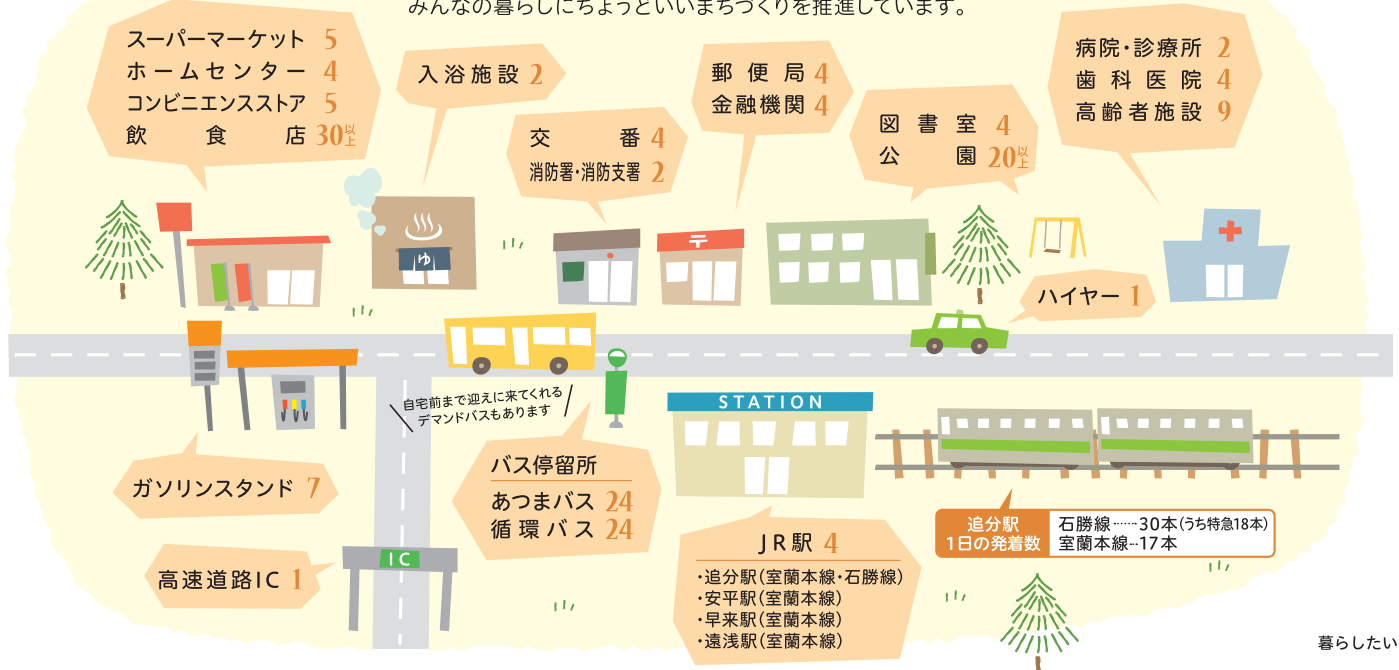 みんなの暮らしにちょうどいいまちづくりを推進しています。
スーパーマーケット 5
ホームセンター 4
コンビニエンスストア 5
飲食店 30以上
入浴施設 2
交番 4
消防署・消防支署 2
郵便局 4
金融機関 4
図書室 4
公園 20以上
病院・診療所 2
歯科医院 4
高齢者施設 9
ゆ
〒
ハイヤー 1
自宅前まで迎えに来てくれる
デマンドバスもあります
STATION
ガソリンスタンド 7
バス停留所
あつまバス 24
循環バス 24
追分駅
1日の発着数
石勝線……30本(うち特急18本)
室蘭本線…17本
JR駅 4
・追分駅(室蘭本線・石勝線)
・安平駅(室蘭本線)
・早来駅(室蘭本線)
・遠浅駅(室蘭本線)
高速道路IC 1
IC
暮らしたい